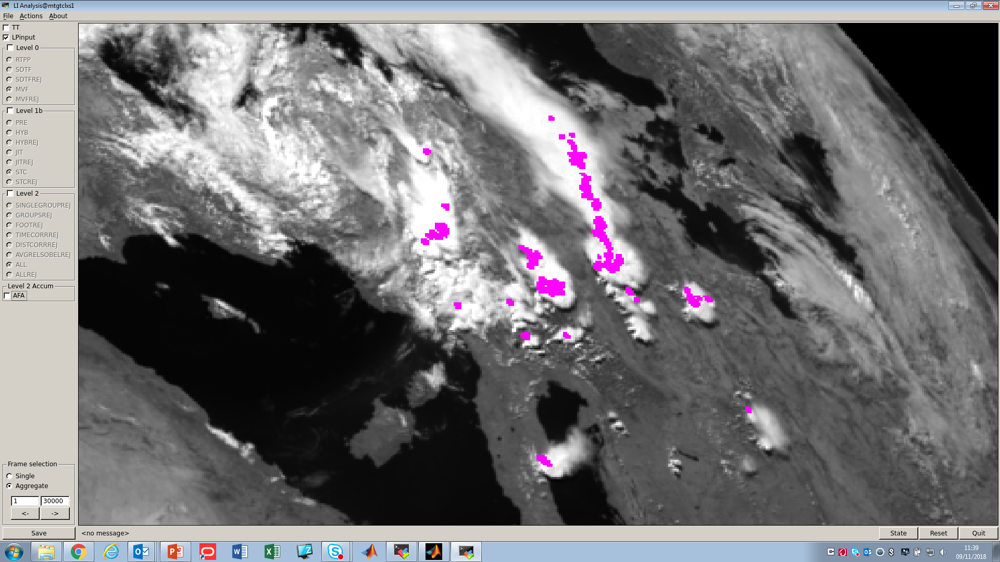 LI Analysis@mtgtclxs1
File Actions About
TT
LPinput
Level 0
RTPP
SDTF
SDTFREJ
MVF
MVFREJ
Level 1b
PRE
HYB
HYBREJ
JIT
JITREJ
STC
STCREJ
Level 2
SINGLEGROUPREJ
GROUPSREJ
FOOTREJ
TIMECORRREJ
DISTCORRREJ
AVGRELSOBELREJ
ALL
ALLREJ
Level 2 Accum
AFA
Frame selection
Single
Aggregate
1 30000
<- ->
Save <no message> State Reset Quit
11:39
09/11/2018